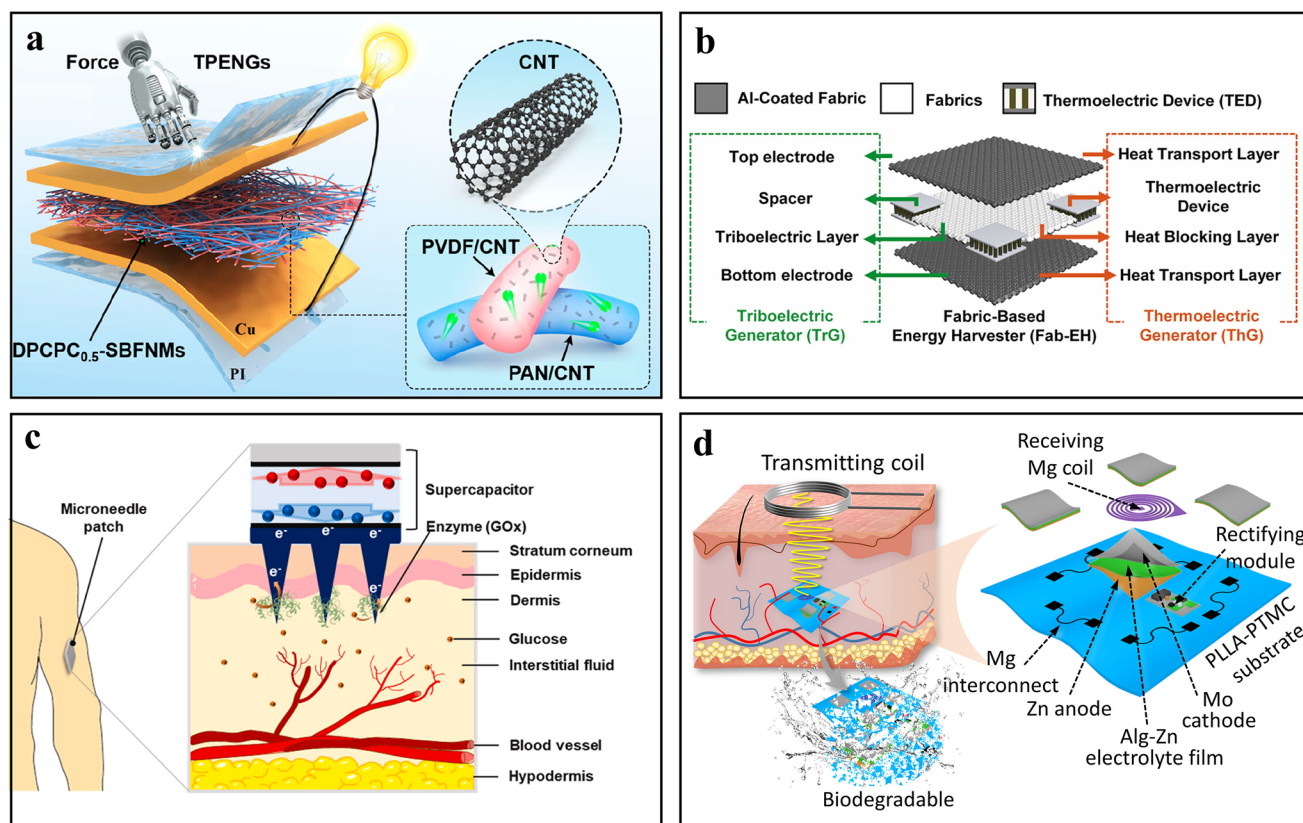 a
Force
TPENGs
CNT
PVDF/CNT
PAN/CNT
Cu
DPCPC0.5-SBFNMs
PI
b
Al-Coated Fabric
Fabrics
Thermoelectric Device (TED)
Top electrode
Heat Transport Layer
Spacer
Thermoelectric
Device
Triboelectric Layer
Heat Blocking Layer
Bottom electrode
Heat Transport Layer
Triboelectric
Generator (TrG)
Fabric-Based
Energy Harvester (Fab-EH)
Thermoelectric
Generator (ThG)
c
Microneedle
patch
Supercapacitor
Enzyme (GOx)
e-
e-
e-
e-
e-
Stratum corneum
Epidermis
Dermis
Glucose
Interstitial fluid
Blood vessel
Hypodermis
d
Transmitting coil
Receiving
Mg coil
Rectifying
module
PLLA-PTMC
substrate
Mg
interconnect
Zn anode
Mo
cathode
Alg-Zn
electrolyte film
Biodegradable